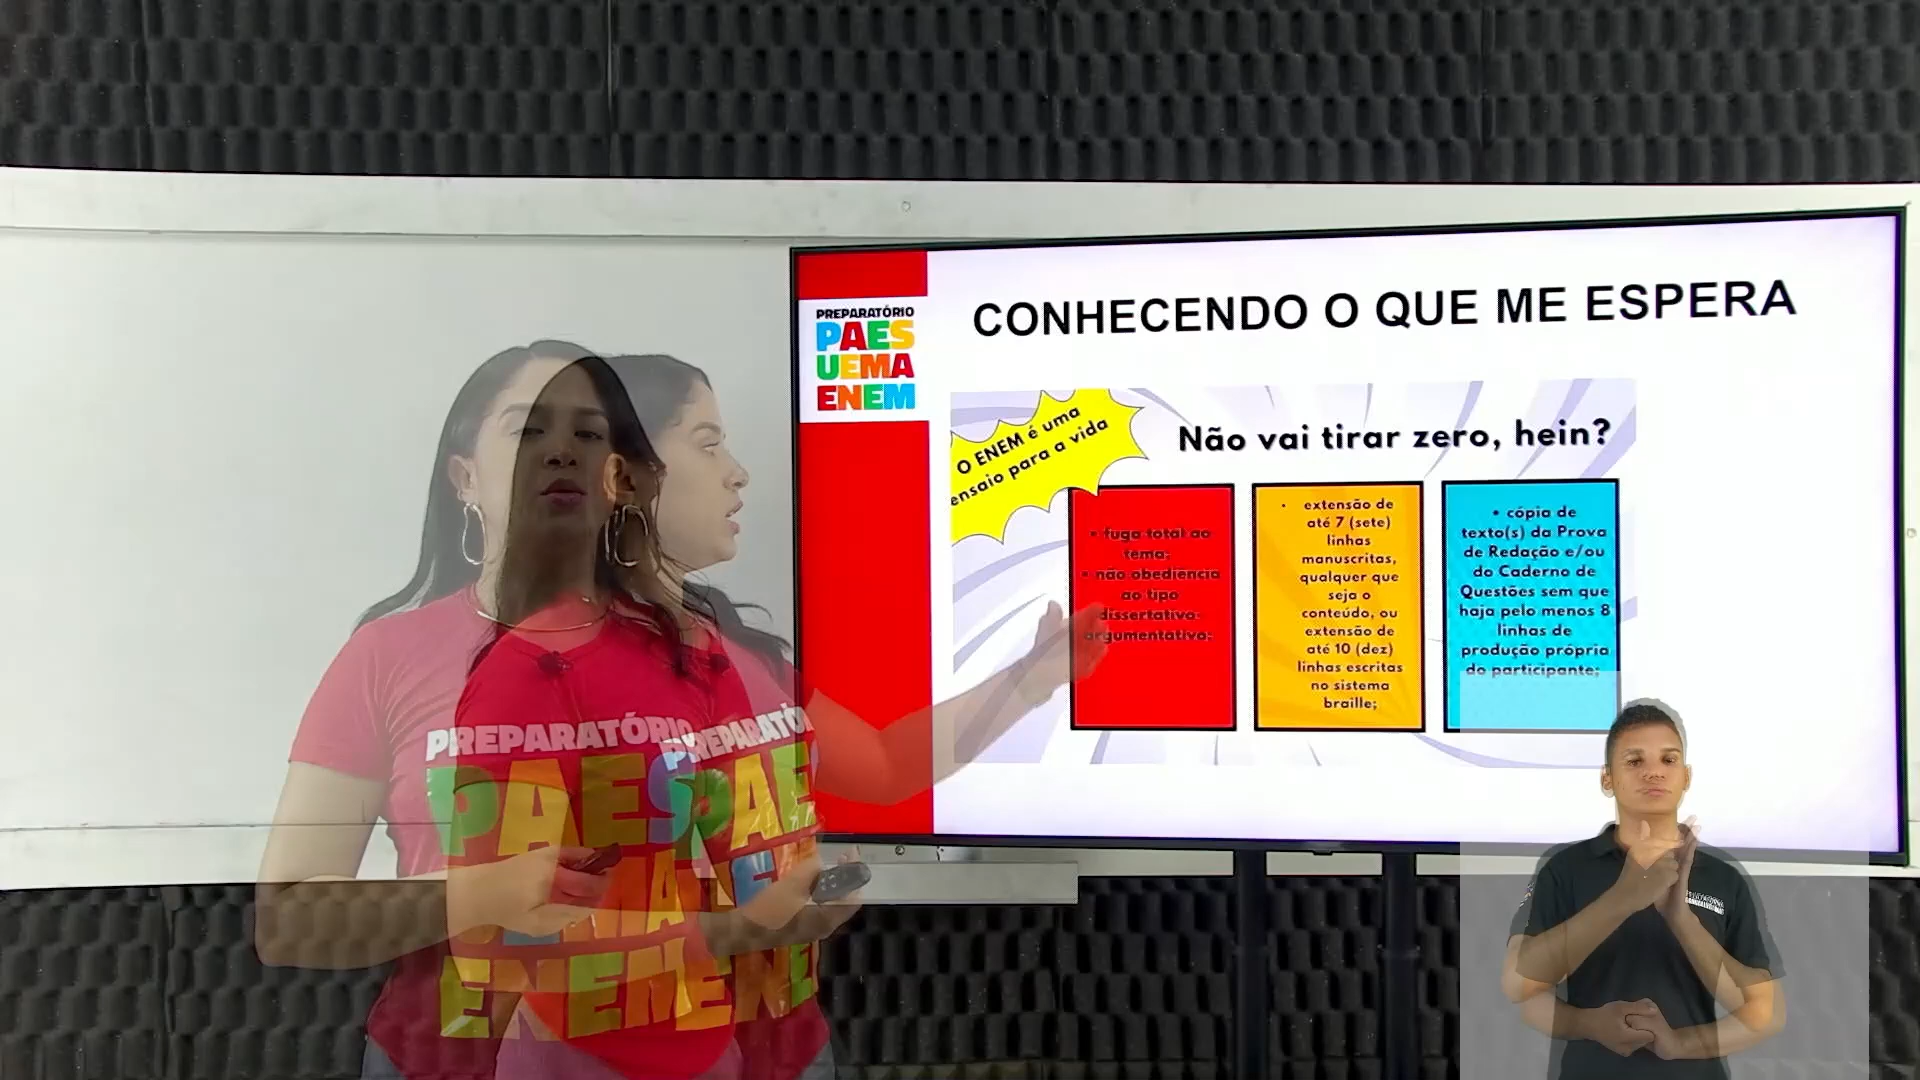 PREPARATÓRIO
PAES
UEMA
ENEM
CONHECENDO O QUE ME ESPERA
O ENEM é uma
ensaio para a vida
Não vai tirar zero, hein?
• fuga total ao
tema;
• não obediência
ao tipo
dissertativo-
argumentativo;
• extensão de
até 7 (sete)
linhas
manuscritas,
qualquer que
seja o
conteúdo, ou
extensão de
até 10 (dez)
linhas escritas
no sistema
braille;
• cópia de
texto(s) da Prova
de Redação e/ou
do Caderno de
Questões sem que
haja pelo menos 8
linhas de
produção própria
do participante;
PREPARATÓRIO
PAES
ENEM
PREPARATÓ
PAE
ENE